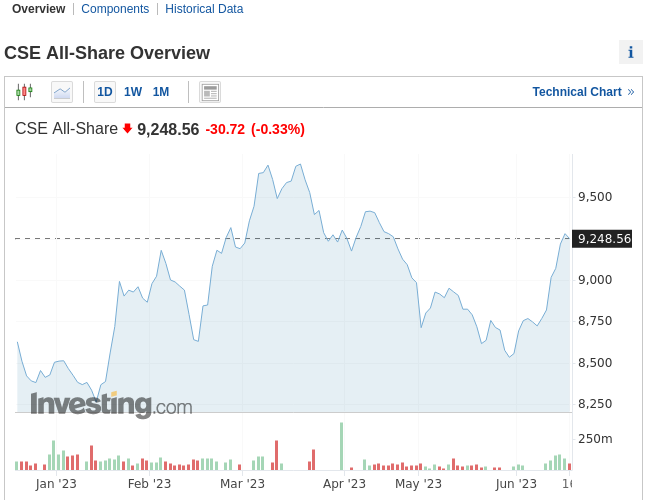 Overview Components Historical Data
CSE All-Share Overview
i
1D 1W 1M Technical Chart »
CSE All-Share 9,248.56 -30.72 (-0.33%)
9,500
9,248.56
9,000
8,750
8,500
8,250
Investing.com
250m
Jan '23 Feb '23 Mar '23 Apr '23 May '23 Jun '23